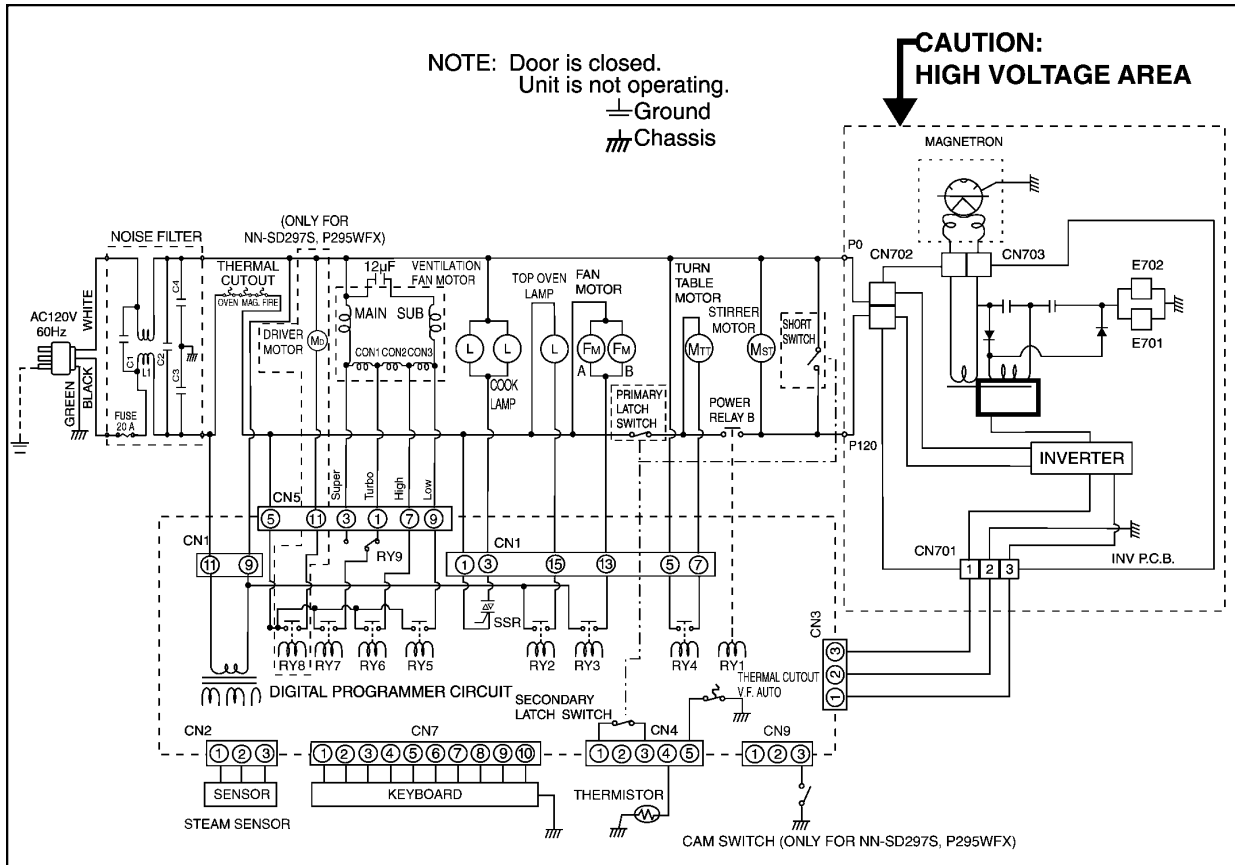 NOTE: Door is closed.
Unit is not operating.
Ground
Chassis
CAUTION:
HIGH VOLTAGE AREA
MAGNETRON
(ONLY FOR
NN-SD297S, P295WFX)
NOISE FILTER
THERMAL
CUTOUT
OVEN MAG. FIRE
12µF
VENTILATION
FAN MOTOR
MAIN SUB
CON1 CON2 CON3
DRIVER
MOTOR
MD
TOP OVEN
LAMP
FAN
MOTOR
TURN
TABLE
MOTOR
STIRRER
MOTOR
SHORT
SWITCH
P0
CN702
CN703
E702
E701
AC120V
60Hz
WHITE
BLACK
GREEN
C1
L1
C2
C4
C3
FUSE
20 A
L
L
L
FM
FM
A
B
MTT
MST
COOK
LAMP
PRIMARY
LATCH
SWITCH
POWER
RELAY B
P120
INVERTER
CN5
Super
Turbo
High
Low
5 11 3 1 7 9
CN1
11 9
RY9
CN1
1 3 15 13 5 7
SSR
CN701
1 2 3
INV P.C.B.
RY8 RY7 RY6 RY5 RY2 RY3 RY4 RY1
CN3
3
2
1
THERMAL CUTOUT
V.F. AUTO
DIGITAL PROGRAMMER CIRCUIT
SECONDARY
LATCH SWITCH
CN2
1 2 3
CN7
1 2 3 4 5 6 7 8 9 10
CN4
1 2 3 4 5
CN9
1 2 3
SENSOR
STEAM SENSOR
KEYBOARD
THERMISTOR
CAM SWITCH (ONLY FOR NN-SD297S, P295WFX)